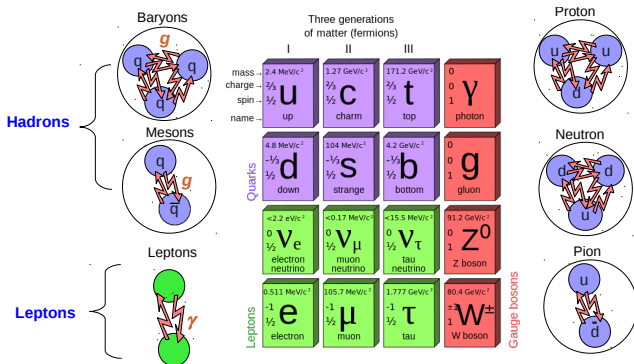 Baryons
g
q
q
q
Hadrons
Mesons
q
g
q̅
Leptons
γ
Leptons
Three generations
of matter (fermions)
I
II
III
mass→
charge→
spin→
name→
2.4 MeV/c²
⅔
½
u
up
1.27 GeV/c²
⅔
½
c
charm
171.2 GeV/c²
⅔
½
t
top
0
0
1
γ
photon
Quarks
4.8 MeV/c²
-⅓
½
d
down
104 MeV/c²
-⅓
½
s
strange
4.2 GeV/c²
-⅓
½
b
bottom
0
0
1
g
gluon
<2.2 eV/c²
0
½
νe
electron
neutrino
<0.17 MeV/c²
0
½
νμ
muon
neutrino
<15.5 MeV/c²
0
½
ντ
tau
neutrino
91.2 GeV/c²
0
1
Z⁰
Z boson
Leptons
0.511 MeV/c²
-1
½
e
electron
105.7 MeV/c²
-1
½
μ
muon
1.777 GeV/c²
-1
½
τ
tau
80.4 GeV/c²
±1
1
W±
W boson
Gauge bosons
Proton
u
u
d
Neutron
d
d
u
Pion
u
d̄